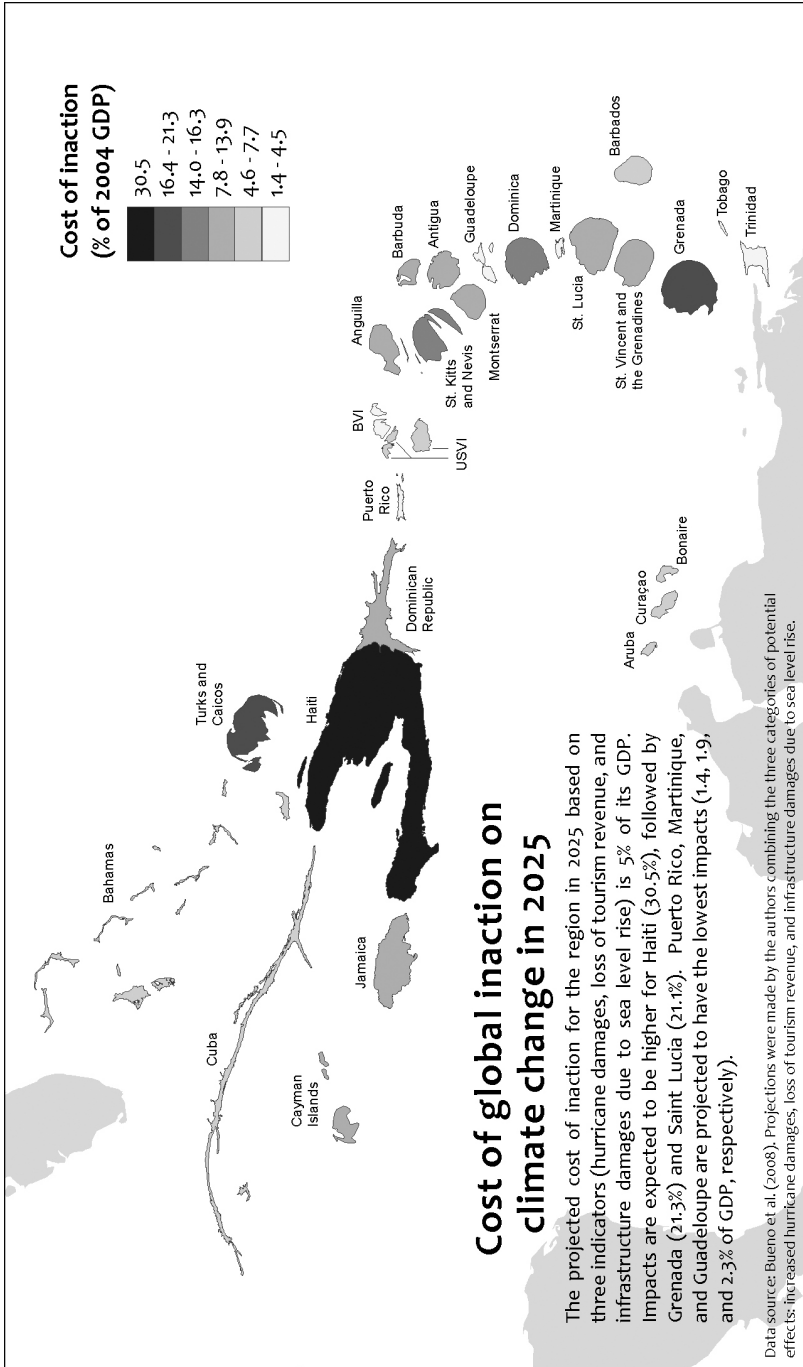 Cost of inaction
(% of 2004 GDP)
30.5
16.4 - 21.3
14.0 - 16.3
7.8 - 13.9
4.6 - 7.7
1.4 - 4.5
Bahamas
Turks and
Caicos
Cuba
Cayman
Islands
Jamaica
Haiti
Dominican
Republic
Puerto
Rico
BVI
USVI
Anguilla
St. Kitts
and Nevis
Barbuda
Antigua
Montserrat
Guadeloupe
Dominica
Martinique
St. Lucia
Barbados
St. Vincent and
the Grenadines
Grenada
Tobago
Trinidad
Aruba
Curaçao
Bonaire
Cost of global inaction on
climate change in 2025
The projected cost of inaction for the region in 2025 based on
three indicators (hurricane damages, loss of tourism revenue, and
infrastructure damages due to sea level rise) is 5% of its GDP.
Impacts are expected to be higher for Haiti (30.5%), followed by
Grenada (21.3%) and Saint Lucia (21.1%). Puerto Rico, Martinique,
and Guadeloupe are projected to have the lowest impacts (1.4, 1.9,
and 2.3% of GDP, respectively).
Data source: Bueno et al. (2008). Projections were made by the authors combining the three categories of potential
effects: increased hurricane damages, loss of tourism revenue, and infrastructure damages due to sea level rise.